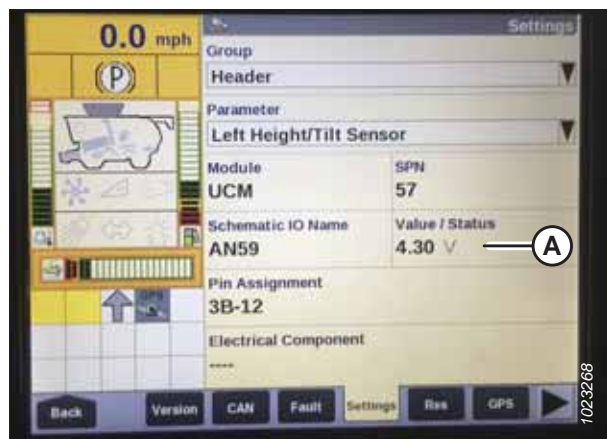 0.0 mph
Settings
(P)
Group
Header
Parameter
Left Height/Tilt Sensor
Module
SPN
UCM
57
Schematic IO Name
Value / Status
AN59
4.30 V
A
Pin Assignment
3B-12
Electrical Component
----
Back
Version
CAN
Fault
Settings
Res
GPS
1023268